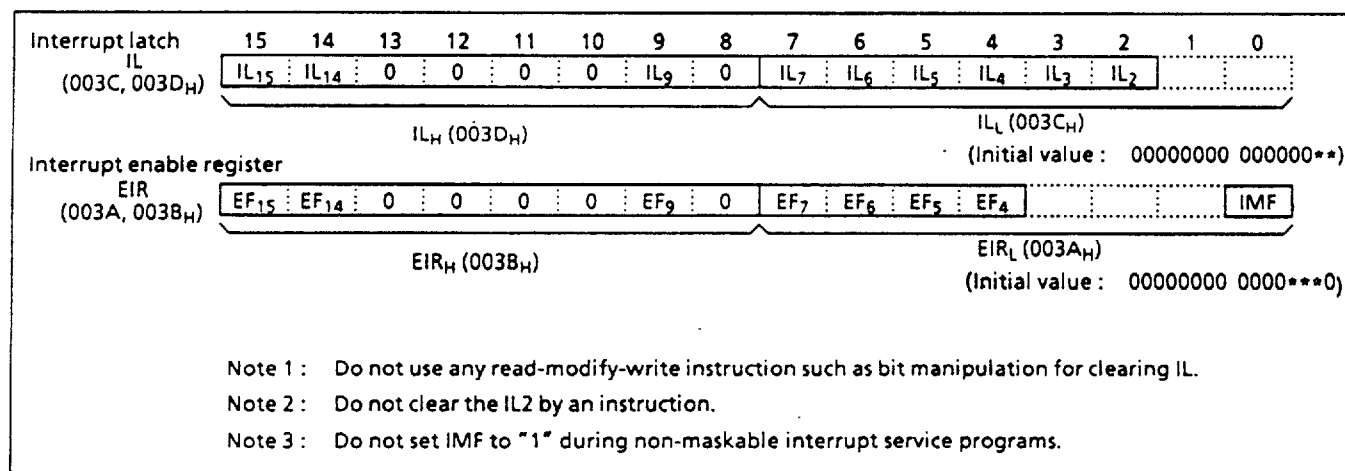 Interrupt latch 15 14 13 12 11 10 9 8 7 6 5 4 3 2 1 0
IL
(003C, 003DH) IL15 IL14 0 0 0 0 IL9 0 IL7 IL6 IL5 IL4 IL3 IL2
ILH (003DH) ILL (003CH)
(Initial value : 00000000 000000**)
Interrupt enable register
EIR
(003A, 003BH) EF15 EF14 0 0 0 0 EF9 0 EF7 EF6 EF5 EF4 IMF
EIRH (003BH) EIRL (003AH)
(Initial value : 00000000 0000***0)
Note 1 : Do not use any read-modify-write instruction such as bit manipulation for clearing IL.
Note 2 : Do not clear the IL2 by an instruction.
Note 3 : Do not set IMF to "1" during non-maskable interrupt service programs.